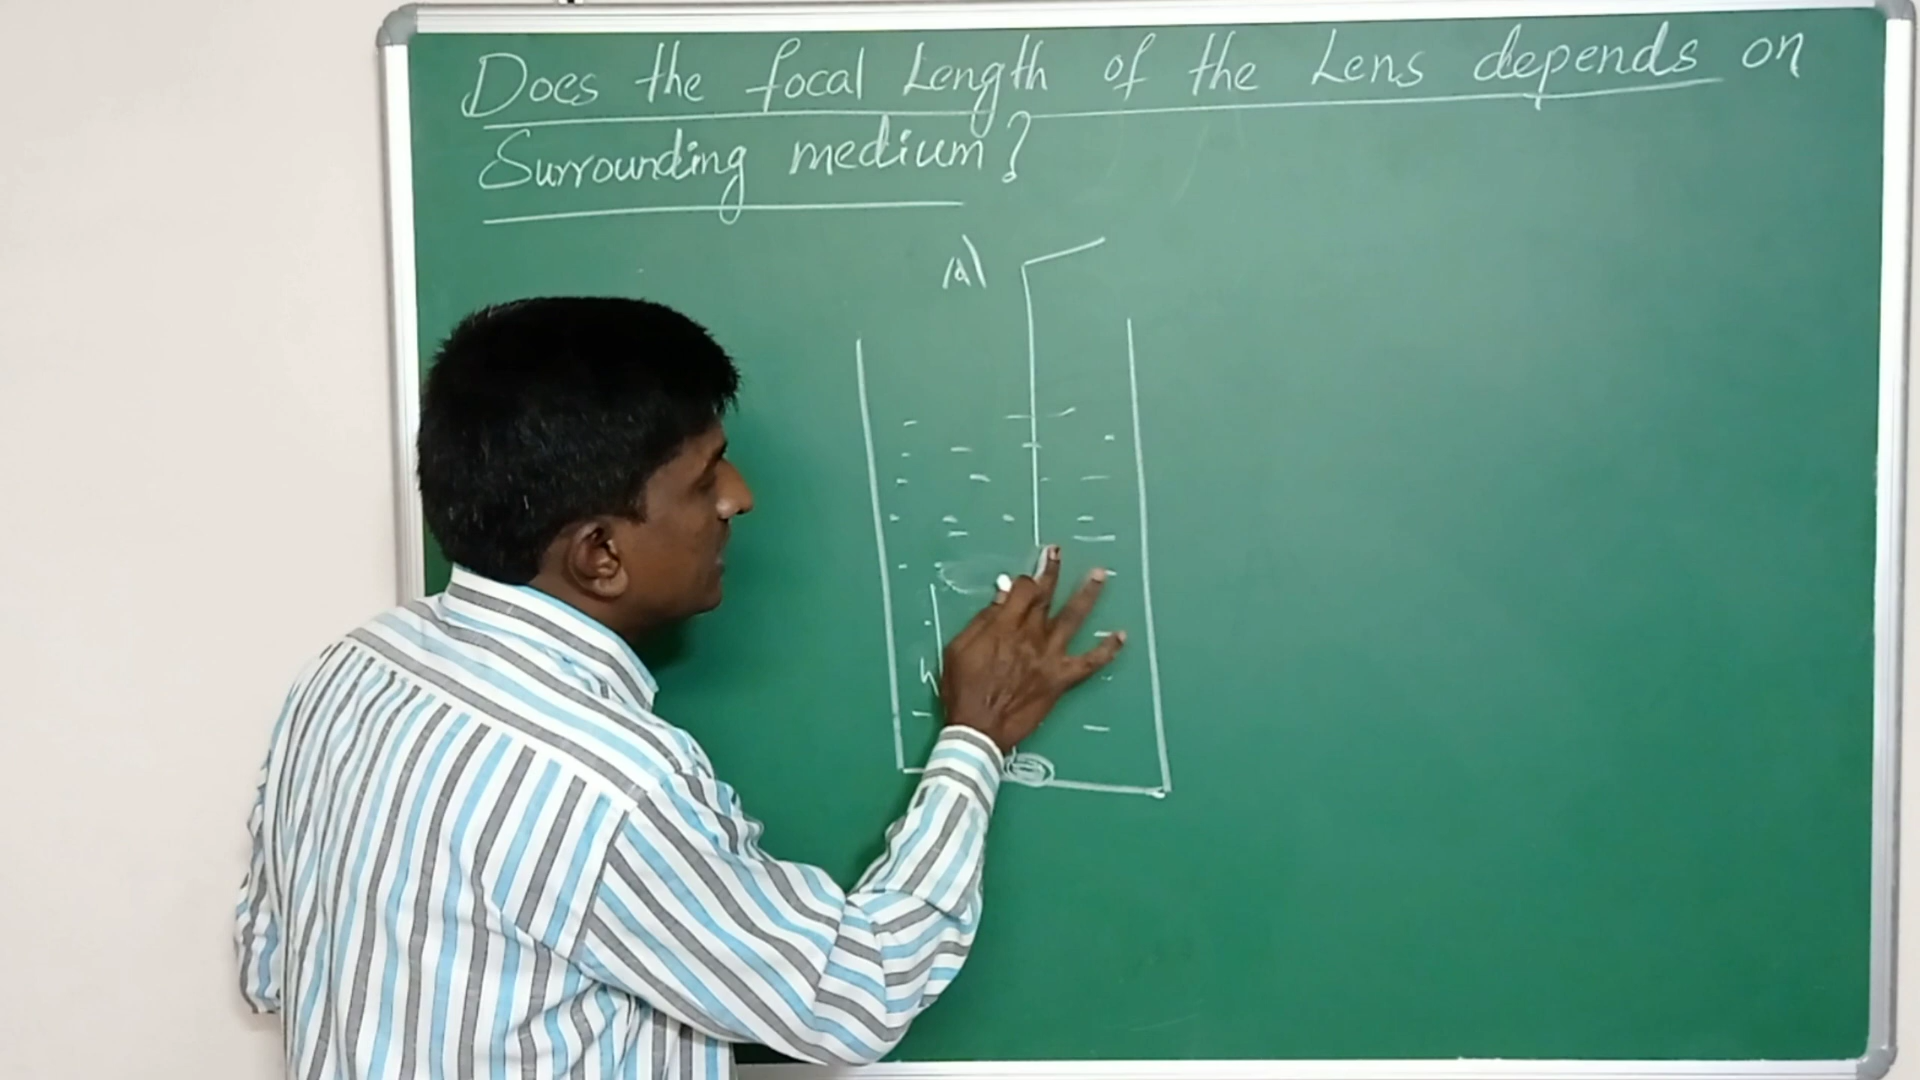 Does the focal Length of the Lens depends on
Surrounding medium?
h